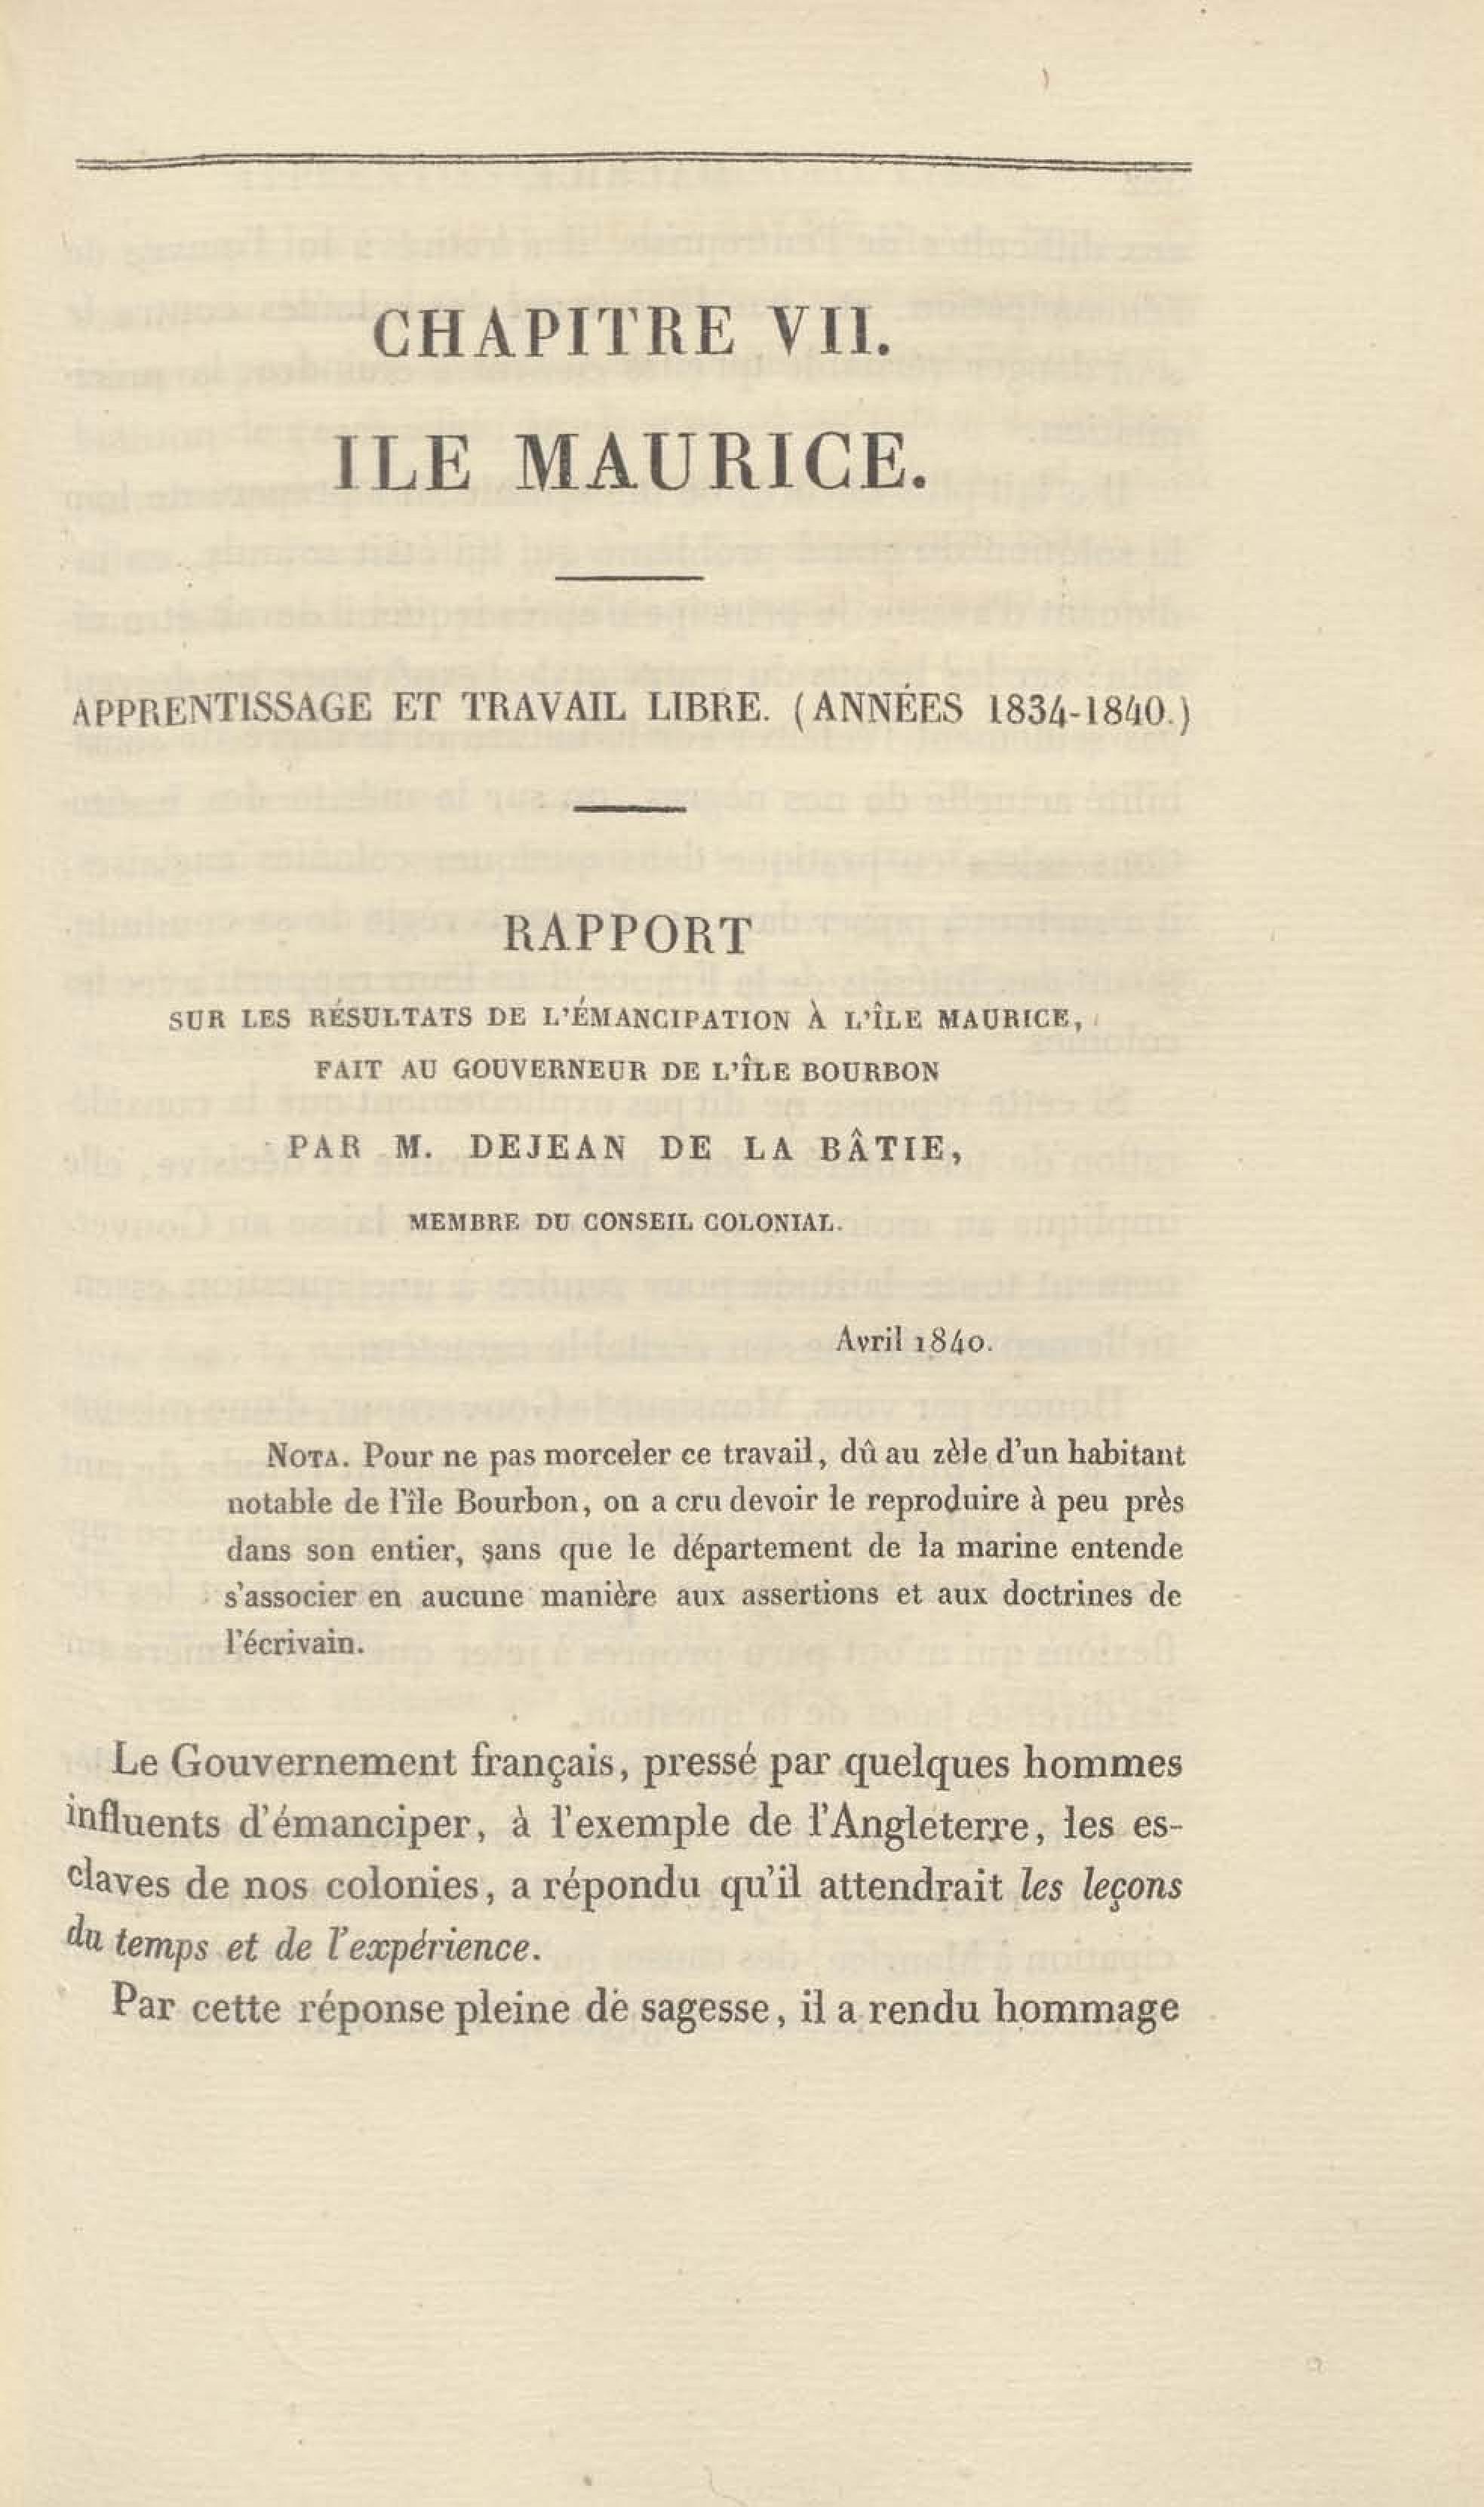 CHAPITRE VII.
ILE MAURICE.
APPRENTISSAGE ET TRAVAIL LIBRE. (ANNÉES 1834-1840.)
RAPPORT
SUR LES RÉSULTATS DE L'ÉMANCIPATION À L'ÎLE MAURICE,
FAIT AU GOUVERNEUR DE L'ÎLE BOURBON
PAR M. DEJEAN DE LA BÂTIE,
MEMBRE DU CONSEIL COLONIAL.
Avril 1840.
NOTA. Pour ne pas morceler ce travail, dû au zèle d'un habitant
notable de l'île Bourbon, on a cru devoir le reproduire à peu près
dans son entier, sans que le département de la marine entende
s'associer en aucune manière aux assertions et aux doctrines de
l'écrivain.
Le Gouvernement français, pressé par quelques hommes
influents d'émanciper, à l'exemple de l'Angleterre, les es-
claves de nos colonies, a répondu qu'il attendrait les leçons
du temps et de l'expérience.
Par cette réponse pleine de sagesse, il a rendu hommage